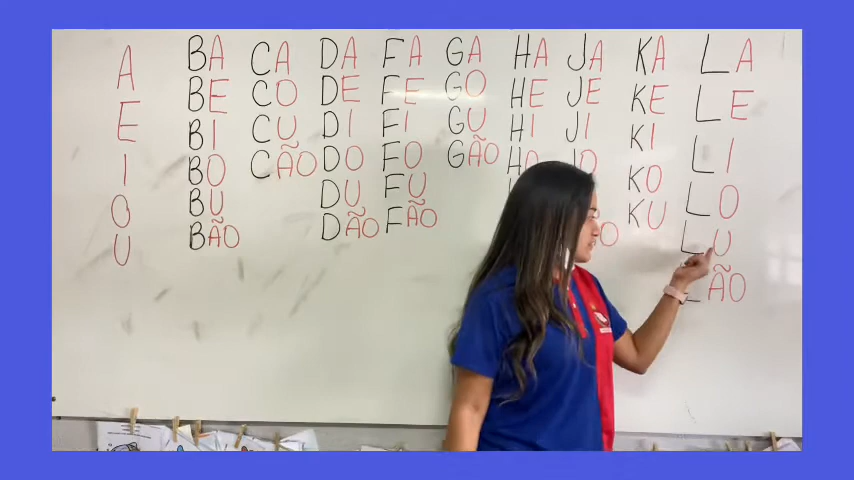 A BA CA DA FA GA HA JA KA LA
E BE CO DE FE GO HE JE KE LE
I BI CU DI FI GU HI JI KI LI
O BO CÃO DO FO GÃO HO JO KO LO
U BU DU FU KU LU
BÃO DÃO FÃO O LÃO